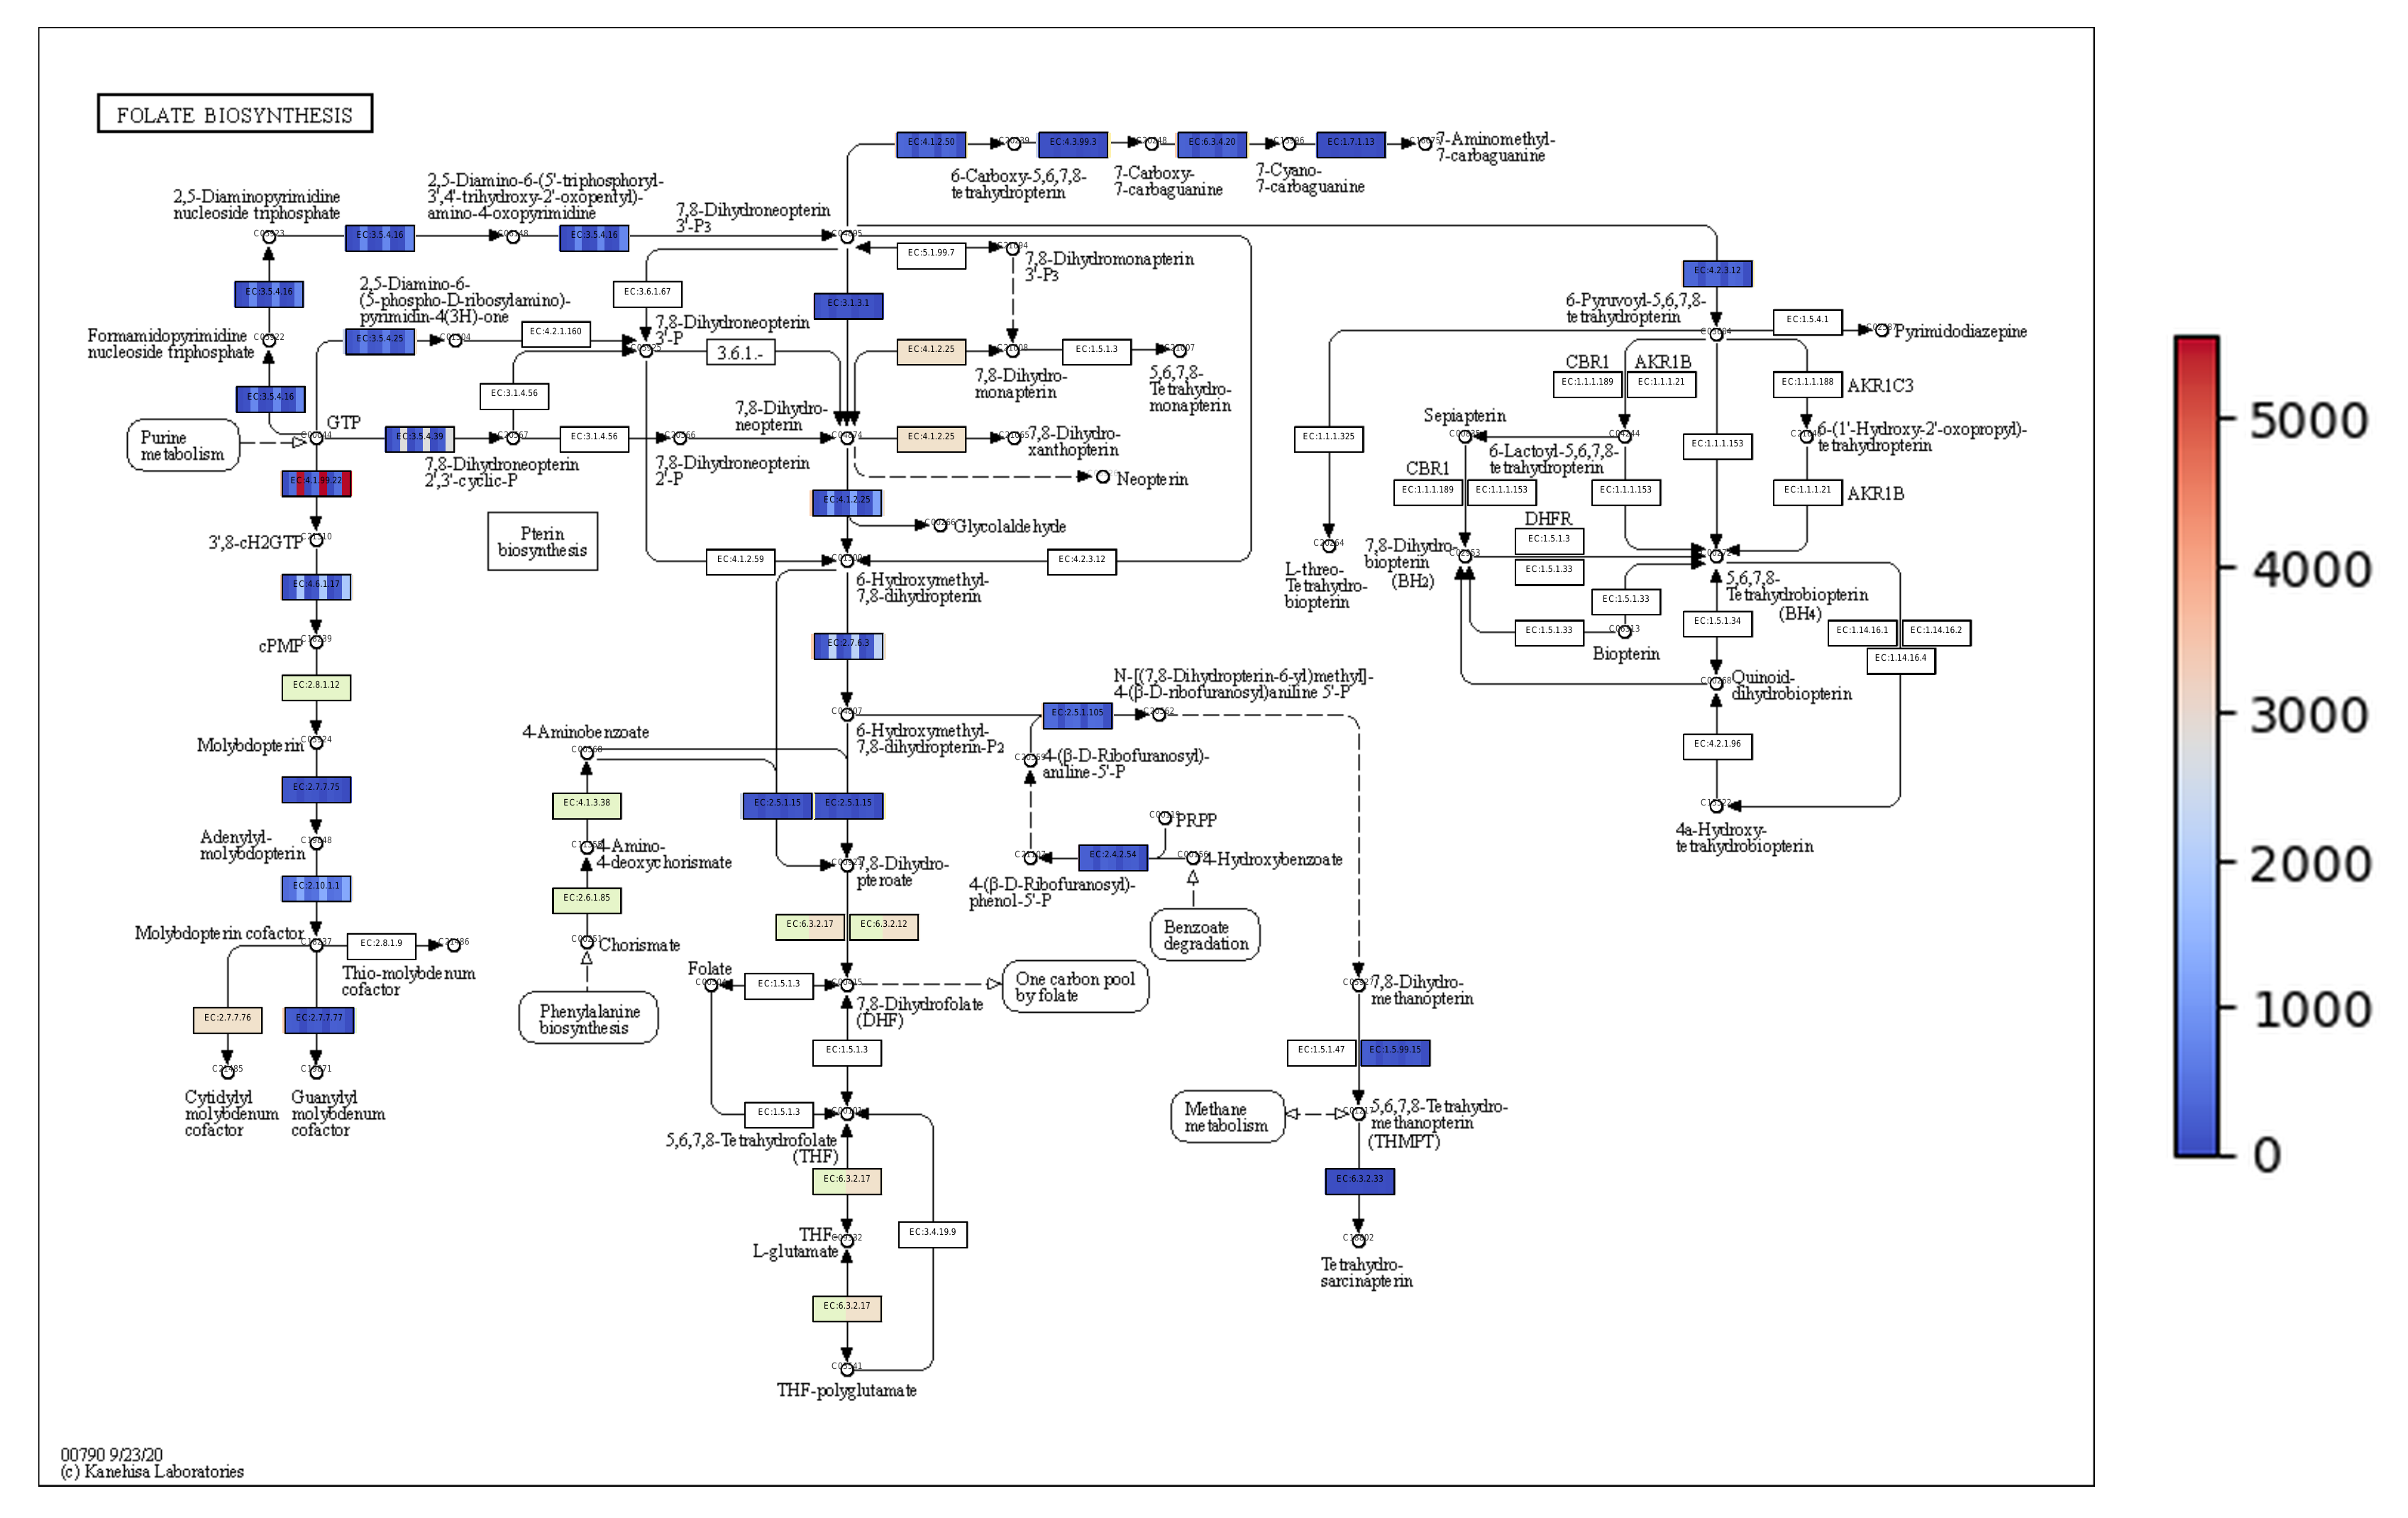 FOLATE BIOSYNTHESIS
EC:4.1.2.50
EC:4.3.99.3
EC:6.3.4.20
EC:1.7.1.13
7-Aminomethyl-
7-carbaguanine
6-Carboxy-5,6,7,8-
tetrahydropterin
7-Carboxy-
7-carbaguanine
7-Cyano-
7-carbaguanine
2,5-Diaminopyrimidine
nucleoside triphosphate
2,5-Diamino-6-(5'-triphosphoryl-
3',4'-trihydroxy-2'-oxopentyl)-
amino-4-oxopyrimidine
7,8-Dihydroneopterin
3'-P3
EC:3.5.4.16
EC:3.5.4.16
EC:5.1.99.7
7,8-Dihydromonapterin
3'-P3
EC:4.2.3.12
EC:3.5.4.16
2,5-Diamino-6-
(5-phospho-D-ribosylamino)-
pyrimidin-4(3H)-one
EC:3.6.1.67
EC:3.1.3.1
6-Pyruvoyl-5,6,7,8-
tetrahydropterin
EC:1.5.4.1
Pyrimidodiazepine
Formamidopyrimidine
nucleoside triphosphate
EC:3.5.4.25
EC:4.2.1.160
7,8-Dihydroneopterin
3'-P
3.6.1.-
EC:4.1.2.25
EC:1.5.1.3
7,8-Dihydro-
monapterin
5,6,7,8-
Tetrahydro-
monapterin
CBR1
AKR1B
EC:1.1.1.189
EC:1.1.1.21
EC:1.1.1.188
AKR1C3
EC:3.5.4.16
EC:3.1.4.56
GTP
7,8-Dihydro-
neopterin
Purine
metabolism
EC:3.5.4.39
EC:3.1.4.56
EC:4.1.2.25
7,8-Dihydro-
xanthopterin
7,8-Dihydroneopterin
2',3'-cyclic-P
7,8-Dihydroneopterin
2'-P
Neopterin
Sepiapterin
EC:1.1.1.325
EC:1.1.1.153
6-(1'-Hydroxy-2'-oxopropyl)-
tetrahydropterin
6-Lactoyl-5,6,7,8-
tetrahydropterin
CBR1
EC:1.1.1.189
EC:1.1.1.153
EC:1.1.1.153
EC:1.1.1.21
AKR1B
EC:4.1.99.22
EC:4.1.2.25
Glycolaldehyde
Pterin
biosynthesis
3',8-cH2GTP
DHFR
EC:1.5.1.3
EC:1.5.1.33
7,8-Dihydro-
biopterin
(BH2)
EC:4.1.2.59
EC:4.2.3.12
L-threo-
Tetrahydro-
biopterin
6-Hydroxymethyl-
7,8-dihydropterin
EC:4.6.1.17
5,6,7,8-
Tetrahydrobiopterin
(BH4)
EC:1.5.1.33
EC:1.5.1.33
Biopterin
EC:1.5.1.34
EC:1.14.16.1
EC:1.14.16.2
EC:1.14.16.4
cPMP
EC:2.7.6.3
Quinoid-
dihydrobiopterin
EC:2.8.1.12
N-[(7,8-Dihydropterin-6-yl)methyl]-
4-(β-D-ribofuranosyl)aniline 5'-P
EC:2.5.1.105
6-Hydroxymethyl-
7,8-dihydropterin-P2
4-Aminobenzoate
Molybdopterin
4-(β-D-Ribofuranosyl)-
aniline-5'-P
EC:4.2.1.96
EC:2.7.7.75
EC:4.1.3.38
EC:2.5.1.15
EC:2.5.1.15
PRPP
4a-Hydroxy-
tetrahydrobiopterin
Adenylyl-
molybdopterin
4-Amino-
4-deoxychorismate
7,8-Dihydro-
pteroate
EC:2.4.2.54
4-Hydroxybenzoate
4-(β-D-Ribofuranosyl)-
phenol-5'-P
EC:2.10.1.1
EC:2.6.1.85
EC:6.3.2.17
EC:6.3.2.12
Benzoate
degradation
Molybdopterin cofactor
EC:2.8.1.9
Thio-molybdenum
cofactor
Chorismate
Folate
EC:1.5.1.3
7,8-Dihydrofolate
(DHF)
One carbon pool
by folate
7,8-Dihydro-
methanopterin
EC:2.7.7.76
EC:2.7.7.77
Phenylalanine
biosynthesis
EC:1.5.1.3
EC:1.5.1.47
EC:1.5.99.15
Cytidylyl
molybdenum
cofactor
Guanylyl
molybdenum
cofactor
EC:1.5.1.3
5,6,7,8-Tetrahydrofolate
(THF)
Methane
metabolism
5,6,7,8-Tetrahydro-
methanopterin
(THMPT)
EC:6.3.2.17
EC:6.3.2.33
THF-
L-glutamate
EC:3.4.19.9
Tetrahydro-
sarcinapterin
EC:6.3.2.17
THF-polyglutamate
00790 9/23/20
(c) Kanehisa Laboratories
5000
4000
3000
2000
1000
0